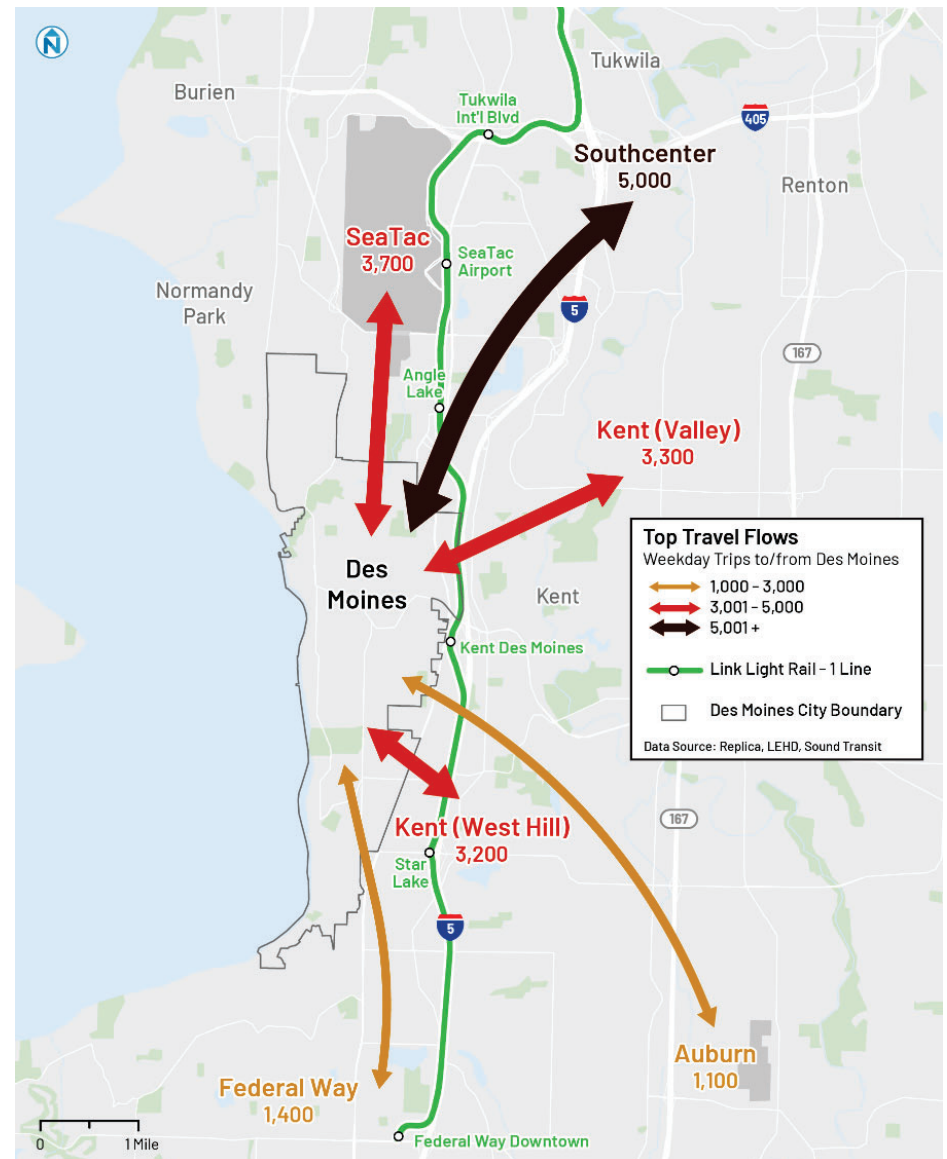 N
Tukwila
Burien
405
Tukwila
Int'l Blvd
Southcenter
5,000
Renton
SeaTac
3,700
SeaTac
Airport
Normandy
Park
5
167
Angle
Lake
Kent (Valley)
3,300
Des
Moines
Kent
Top Travel Flows
Weekday Trips to/from Des Moines
1,000 - 3,000
3,001 - 5,000
5,001 +
Link Light Rail - 1 Line
Des Moines City Boundary
Data Source: Replica, LEHD, Sound Transit
Kent Des Moines
Kent (West Hill)
3,200
167
Star
Lake
5
Auburn
1,100
Federal Way
1,400
Federal Way Downtown
0 1 Mile